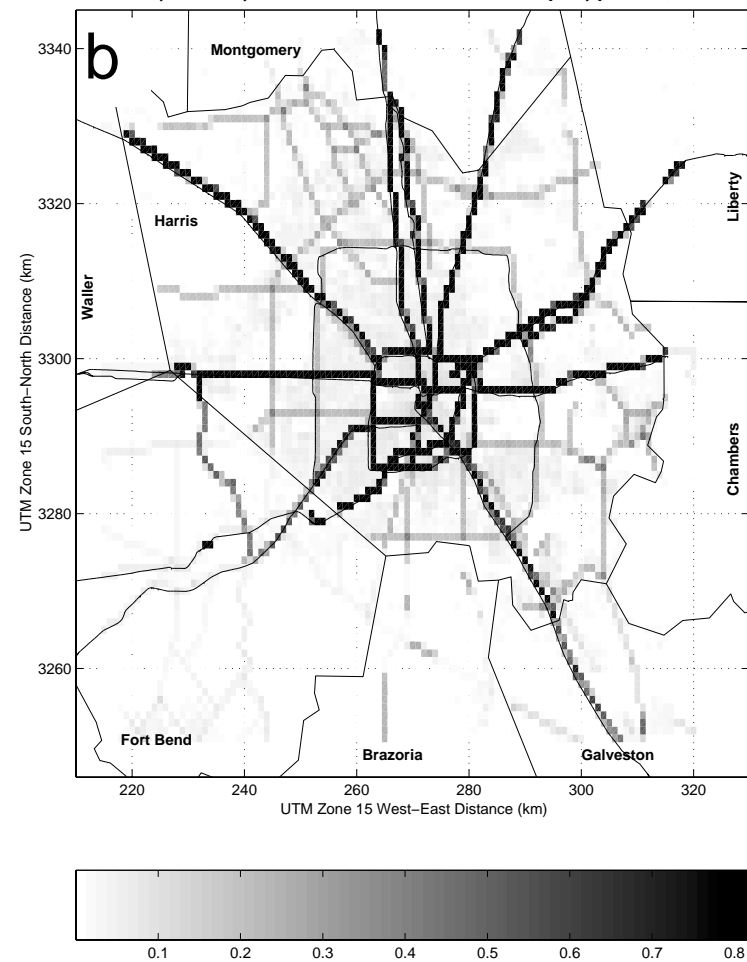 b
Montgomery
3340
3320
3300
3280
3260
UTM Zone 15 South−North Distance (km)
Harris
Liberty
Waller
Chambers
Fort Bend
Brazoria
Galveston
220 240 260 280 300 320
UTM Zone 15 West−East Distance (km)
0.1 0.2 0.3 0.4 0.5 0.6 0.7 0.8